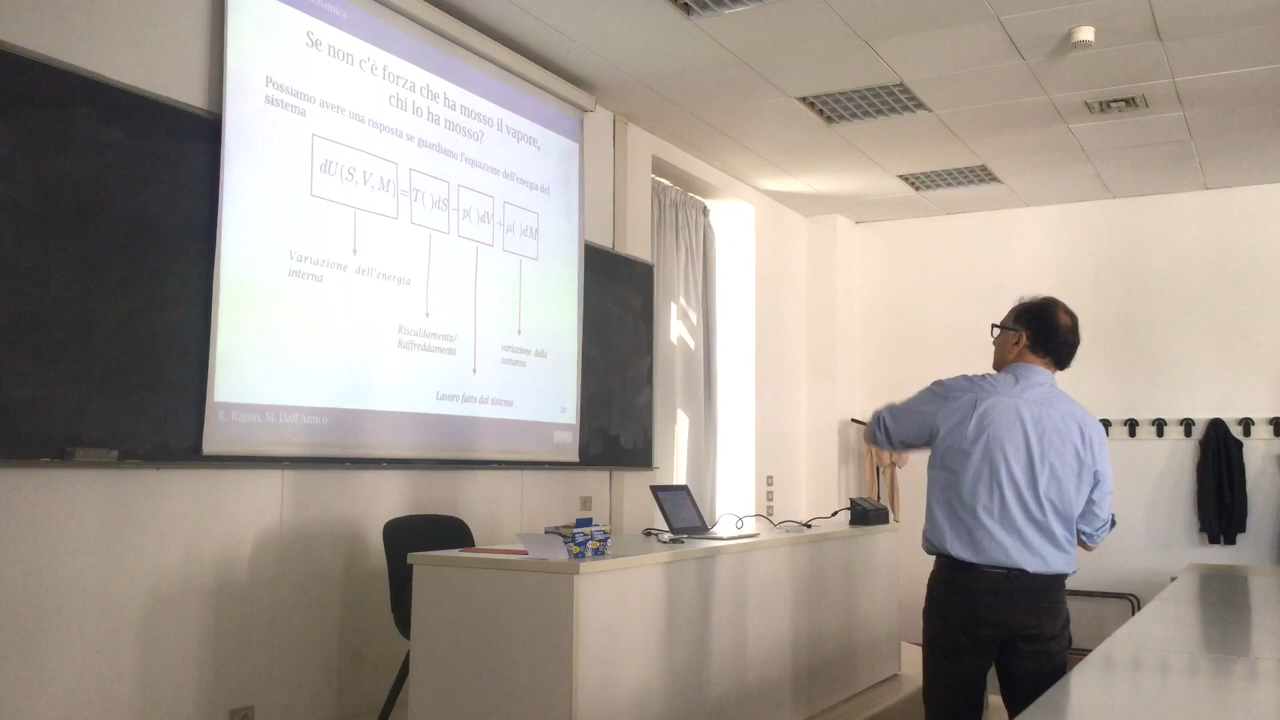 Se non c'è forza che ha mosso il vapore,
chi lo ha mosso?
Possiamo avere una risposta se guardiamo l'equazione dell'energia del
sistema
dU(S, V, M) = T( )dS − p( )dV + μ( )dM
Variazione dell'energia
interna
Riscaldamento/
Raffreddamento
variazione della
sostanza
Lavoro fatto dal sistema
R. Rigon, M. Dall'Amico